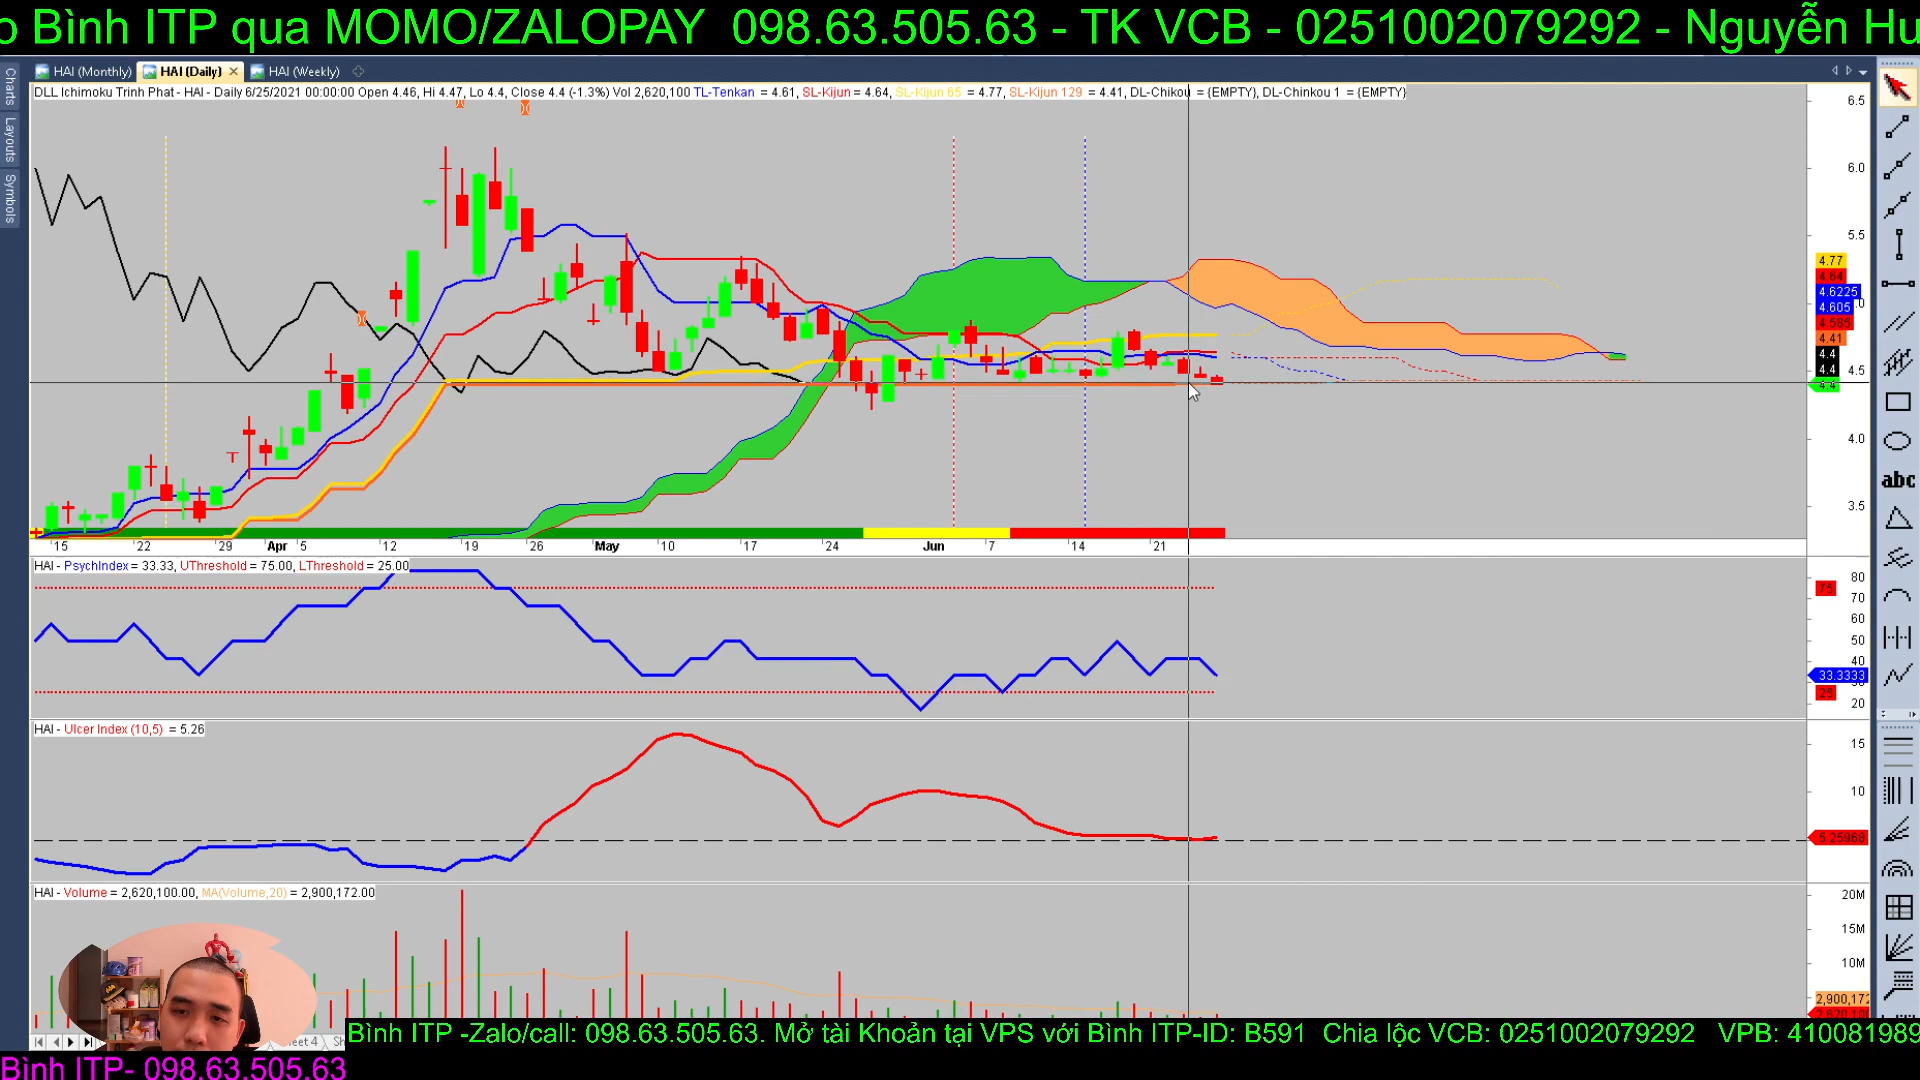 o Bình ITP qua MOMO/ZALOPAY 098.63.505.63 - TK VCB - 0251002079292 - Nguyễn Hu
HAI (Monthly) HAI (Daily) HAI (Weekly)
Charts
Layouts
Symbols
DLL Ichimoku Trinh Phat - HAI - Daily 6/25/2021 00:00:00 Open 4.46, Hi 4.47, Lo 4.4, Close 4.4 (-1.3%) Vol 2,620,100 TL-Tenkan = 4.61, SL-Kijun = 4.64, SL-Kijun 65 = 4.77, SL-Kijun 129 = 4.41, DL-Chikou = {EMPTY}, DL-Chinkou 1 = {EMPTY}
6.5
6.0
5.5
4.77
4.64
4.6225
4.605
4.585
4.41
4.4
4.4
4.5
4.4
4.0
3.5
15 22 29 Apr 5 12 19 26 May 10 17 24 Jun 7 14 21
HAI - PsychIndex = 33.33, UThreshold = 75.00, LThreshold = 25.00
80
75
70
60
50
40
33.3333
25
20
HAI - Ulcer Index (10,5) = 5.26
15
10
5.25968
HAI - Volume = 2,620,100.00, MA(Volume,20) = 2,900,172.00
20M
15M
10M
2,900,172
abc
Bình ITP -Zalo/call: 098.63.505.63. Mở tài Khoản tại VPS với Bình ITP-ID: B591 Chia lộc VCB: 0251002079292 VPB: 410081989
Bình ITP- 098.63.505.63